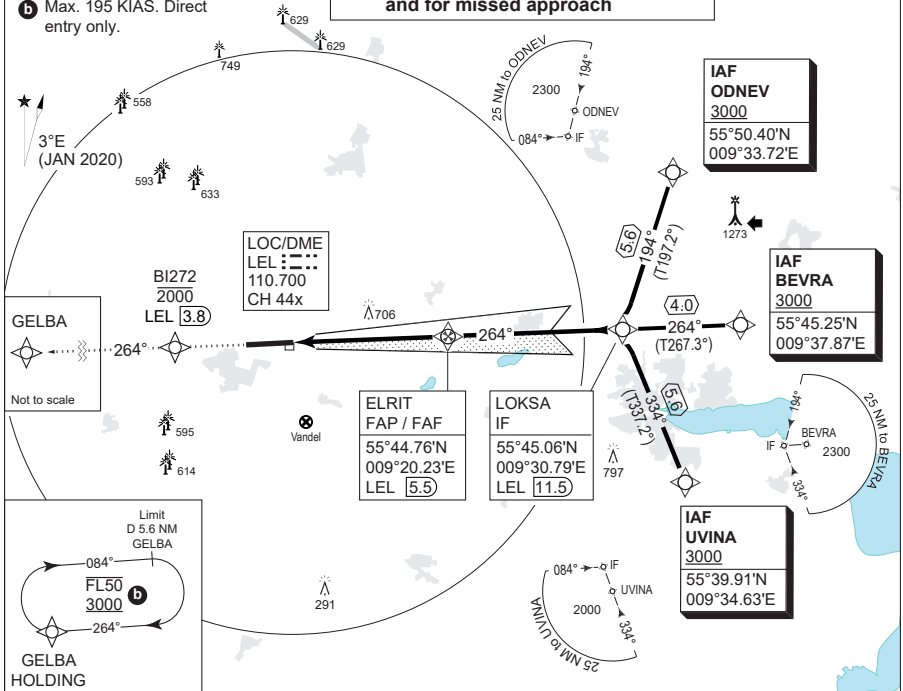 b Max. 195 KIAS. Direct
entry only.
and for missed approach
629
629
749
558
3°E
(JAN 2020)
593
633
25 NM to ODNEV
2300
194°
ODNEV
084°
IF
IAF
ODNEV
3000
55°50.40'N
009°33.72'E
1273
5.6
194°
(T197.2°)
LOC/DME
LEL
110.700
CH 44x
BI272
2000
LEL 3.8
706
IAF
BEVRA
3000
55°45.25'N
009°37.87'E
4.0
264°
(T267.3°)
GELBA
264°
Not to scale
264°
ELRIT
FAP / FAF
55°44.76'N
009°20.23'E
LEL 5.5
LOKSA
IF
55°45.06'N
009°30.79'E
LEL 11.5
5.6
334°
(T337.2°)
797
595
614
Vandel
194°
IF
BEVRA
2300
334°
25 NM to BEVRA
Limit
D 5.6 NM
GELBA
084°
FL50
3000
b
264°
GELBA
HOLDING
291
084°
IF
UVINA
2000
334°
25 NM to UVINA
IAF
UVINA
3000
55°39.91'N
009°34.63'E